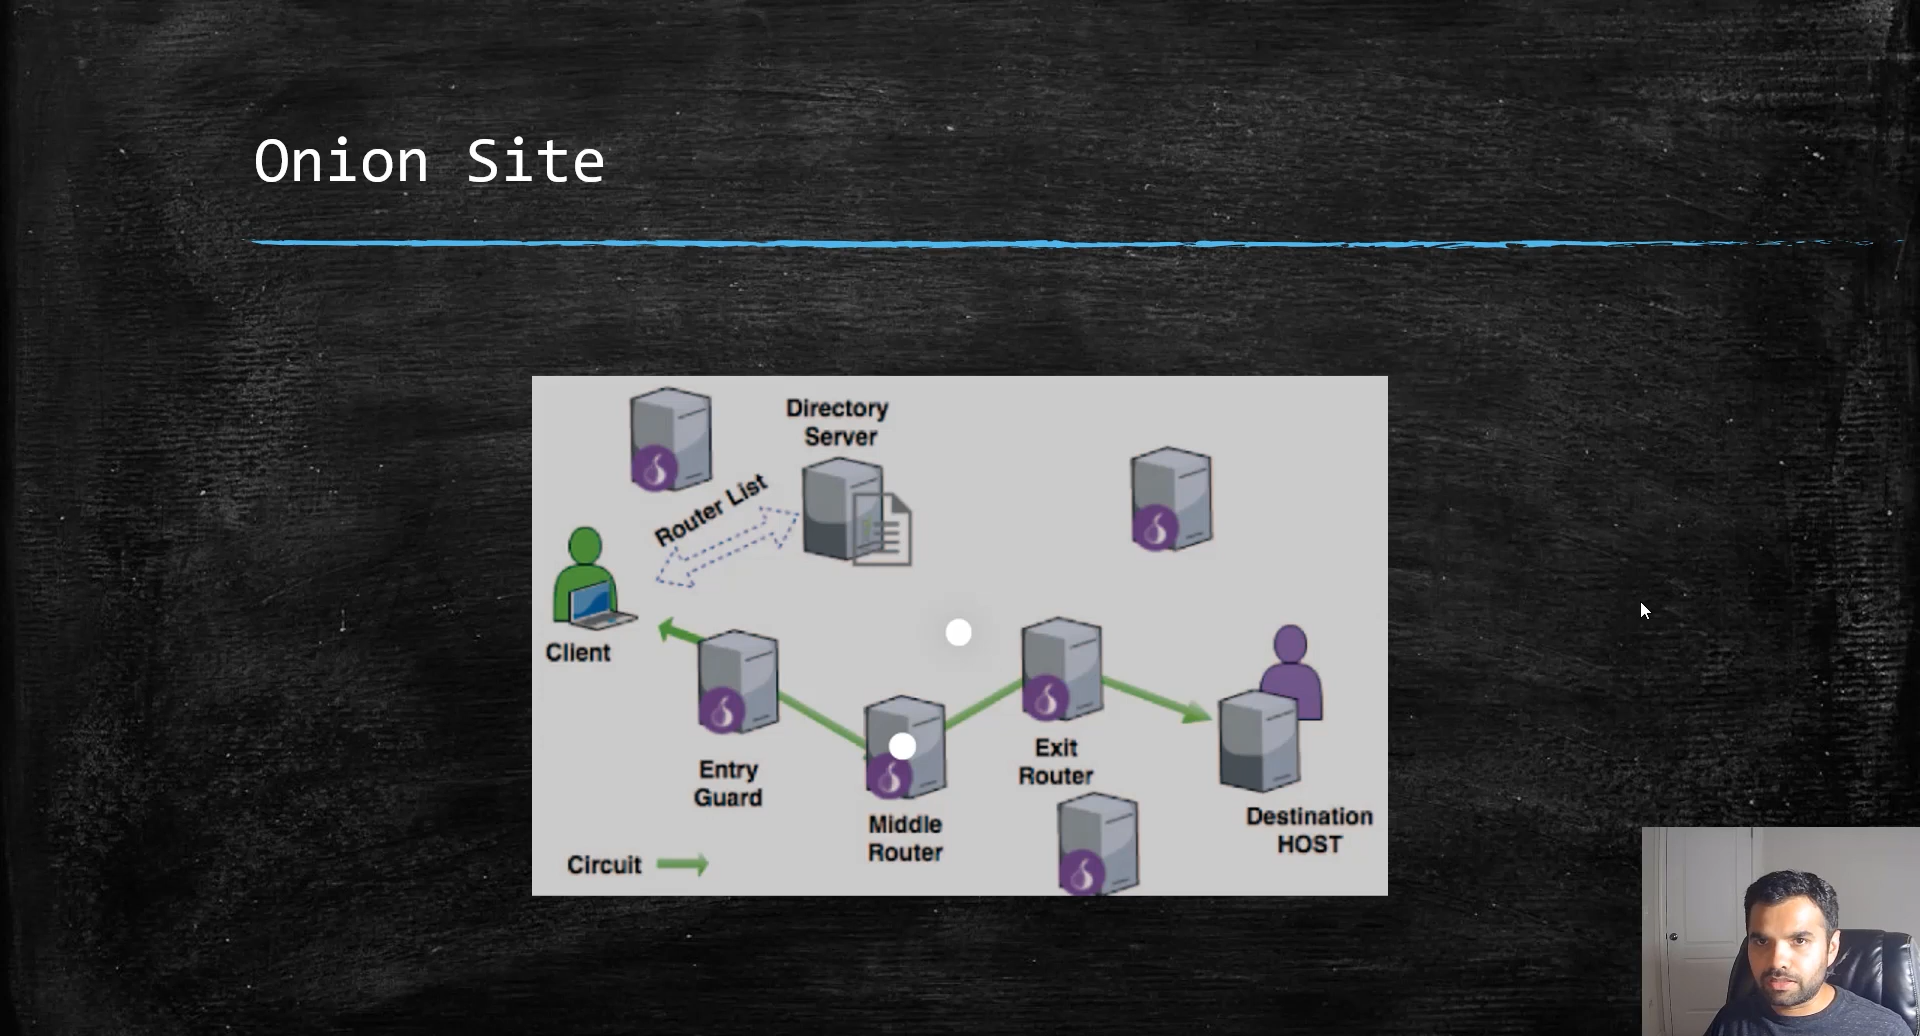 Onion Site
Directory
Server
Router List
Client
Entry
Guard
Middle
Router
Exit
Router
Destination
HOST
Circuit